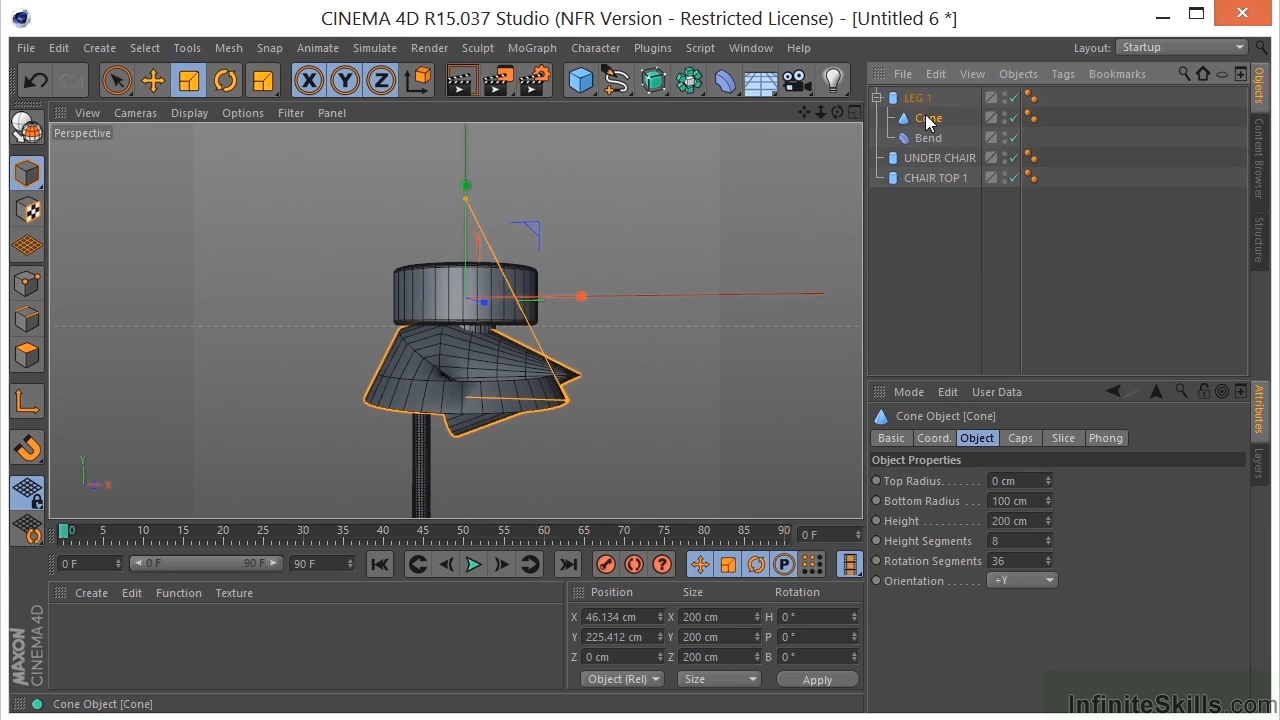 CINEMA 4D R15.037 Studio (NFR Version - Restricted License) - [Untitled 6 *]
File Edit Create Select Tools Mesh Snap Animate Simulate Render Sculpt MoGraph Character Plugins Script Window Help Layout: Startup
File Edit View Objects Tags Bookmarks
View Cameras Display Options Filter Panel
Perspective
LEG 1
Cone
Bend
UNDER CHAIR
CHAIR TOP 1
Objects
Content Browser
Structure
Mode Edit User Data
Cone Object [Cone]
Basic Coord. Object Caps Slice Phong
Object Properties
Top Radius. . . . . . . 0 cm
Bottom Radius . . . . 100 cm
Height . . . . . . . . . . 200 cm
Height Segments 8
Rotation Segments 36
Orientation . . . . . . . +Y
Attributes
Layers
Y
X
0 5 10 15 20 25 30 35 40 45 50 55 60 65 70 75 80 85 90 0 F
0 F 0 F 90 F 90 F
Create Edit Function Texture
Position Size Rotation
X 46.134 cm X 200 cm H 0 °
Y 225.412 cm Y 200 cm P 0 °
Z 0 cm Z 200 cm B 0 °
Object (Rel) Size Apply
MAXON
CINEMA 4D
Cone Object [Cone]
InfiniteSkills.com